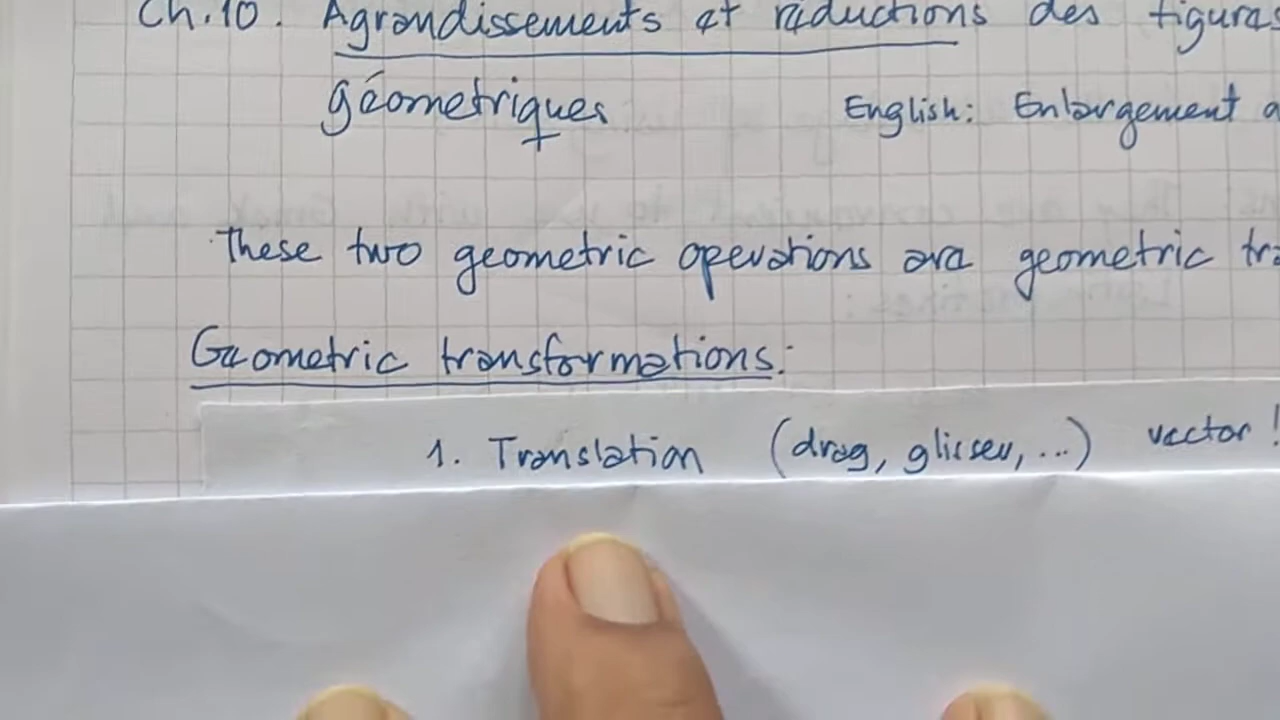 Ch.10. Agrandissements et réductions des figures
géometriques
English: Enlargement
These two geometric operations are geometric
Geometric transformations:
1. Translation (drag, glisser, ...) vector!